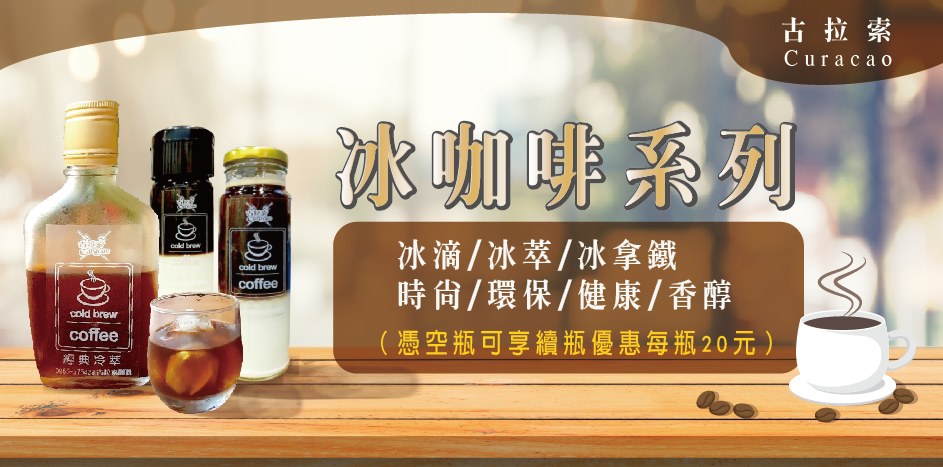 古拉索
Curacao
冰咖啡系列
冰滴/冰萃/冰拿鐵
時尚/環保/健康/香醇
(憑空瓶可享續瓶優惠每瓶20元)
cold brew
coffee
經典冷萃
cold brew
cold brew
coffee